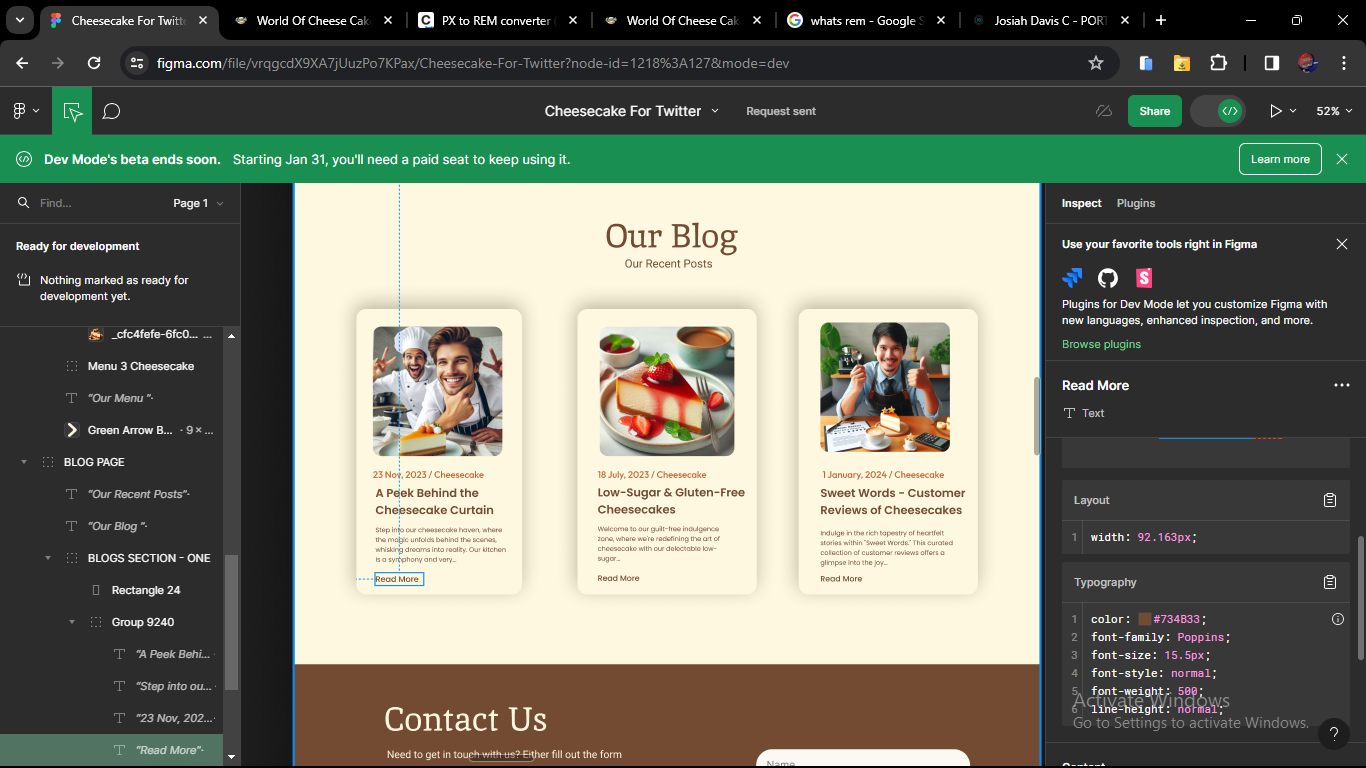 Cheesecake For Twitte
World Of Cheese Cak
PX to REM converter
World Of Cheese Cak
whats rem - Google S
Josiah Davis C - PORT
figma.com/file/vrqgcdX9XA7jUuzPo7KPax/Cheesecake-For-Twitter?node-id=1218%3A127&mode=dev
Cheesecake For Twitter
Request sent
Share
52%
Dev Mode's beta ends soon. Starting Jan 31, you'll need a paid seat to keep using it.
Learn more
Find...
Page 1
Ready for development
Nothing marked as ready for
development yet.
_cfc4fefe-6fc0... ...
Menu 3 Cheesecake
"Our Menu "·
Green Arrow B... - 9 × ...
BLOG PAGE
"Our Recent Posts"·
"Our Blog "·
BLOGS SECTION - ONE
Rectangle 24
Group 9240
"A Peek Behi...
"Step into ou...
"23 Nov, 202...
"Read More"·
Our Blog
Our Recent Posts
23 Nov, 2023 / Cheesecake
A Peek Behind the
Cheesecake Curtain
Step into our cheesecake haven, where
the magic unfolds behind the scenes,
whisking dreams into reality. Our kitchen
is a symphony and very...
Read More
18 July, 2023 / Cheesecake
Low-Sugar & Gluten-Free
Cheesecakes
Welcome to our guilt-free indulgence
zone, where we're redefining the art of
cheesecake with our delectable low-
sugar...
Read More
1 January, 2024 / Cheesecake
Sweet Words - Customer
Reviews of Cheesecakes
Indulge in the rich tapestry of heartfelt
stories within "Sweet Words." This curated
collection of customer reviews offers a
glimpse into the joy...
Read More
Contact Us
Need to get in touch with us? Either fill out the form
Name
Inspect
Plugins
Use your favorite tools right in Figma
Plugins for Dev Mode let you customize Figma with
new languages, enhanced inspection, and more.
Browse plugins
Read More
Text
Layout
1 width: 92.163px;
Typography
1 color: #734B33;
2 font-family: Poppins;
3 font-size: 15.5px;
4 font-style: normal;
5 font-weight: 500;
6 line-height: normal;
Activate Windows
Go to Settings to activate Windows.
?